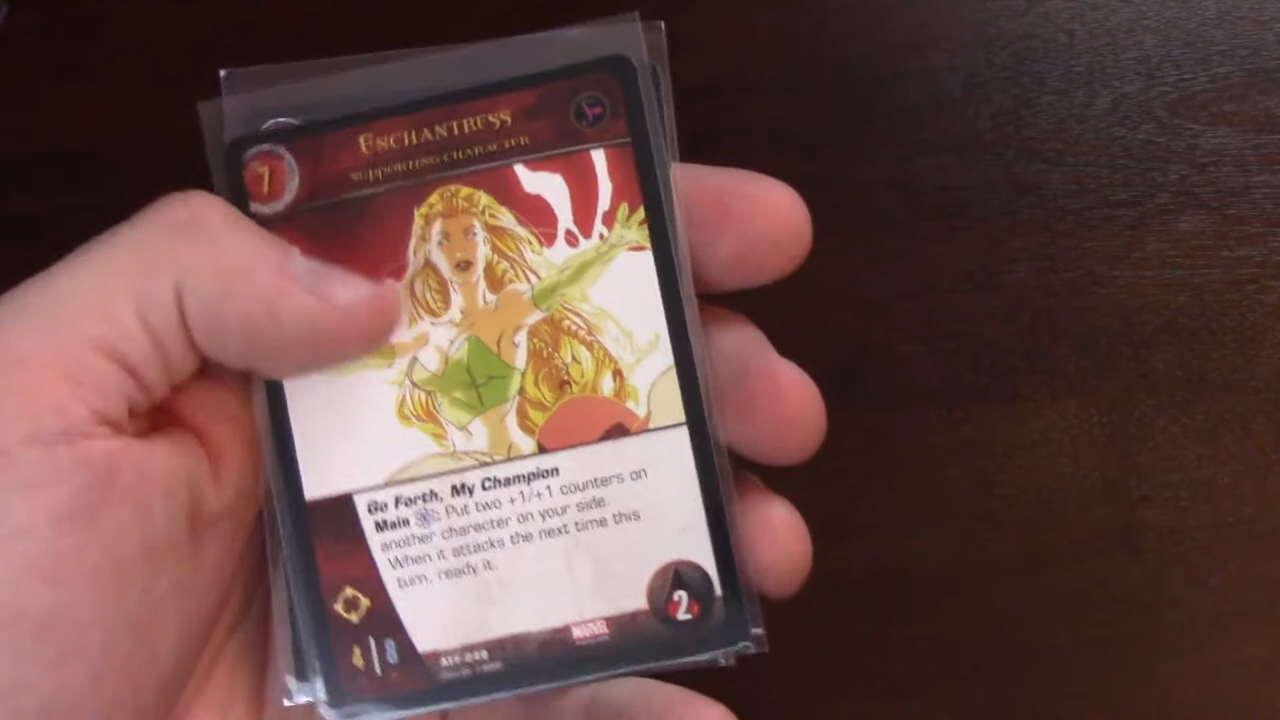 ENCHANTRESS
SUPPORTING CHARACTER
7
Go Forth, My Champion
Main : Put two +1/+1 counters on
another character on your side.
When it attacks the next time this
turn, ready it.
2
4 | 8
MARVEL